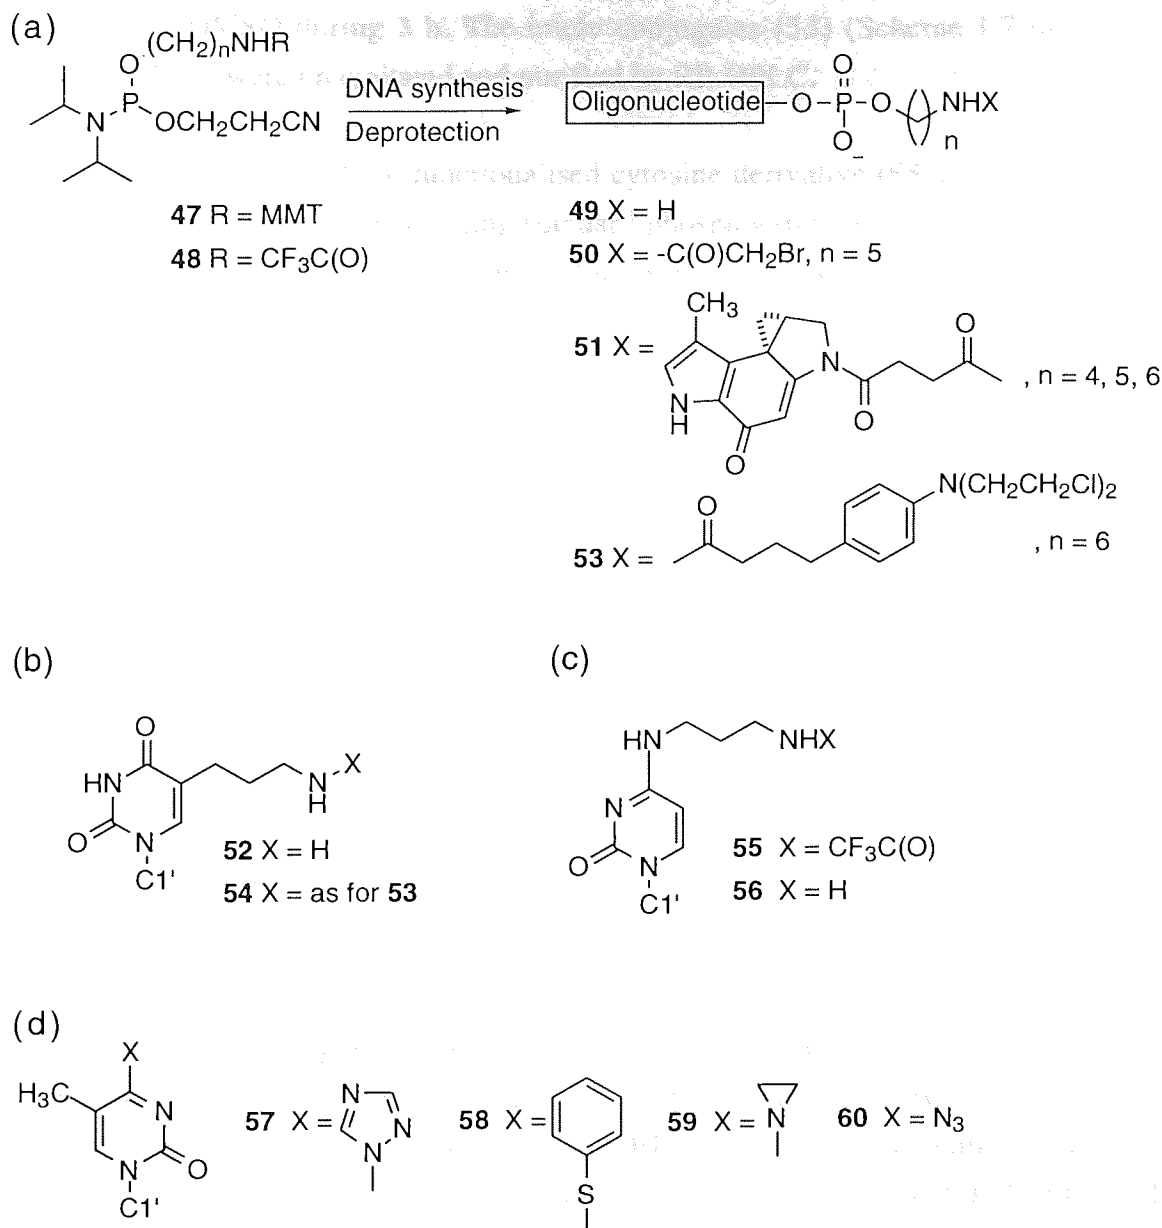 (a)
(CH2)nNHR
O
P
N
OCH2CH2CN
DNA synthesis
Deprotection
Oligonucleotide
O
P
O
O
O
-
NHX
n
47 R = MMT
48 R = CF3C(O)
49 X = H
50 X = -C(O)CH2Br, n = 5
51 X =
CH3
N
H
O
N
O
O
, n = 4, 5, 6
53 X =
O
N(CH2CH2Cl)2
, n = 6
(b)
O
HN
O
N
C1'
N
H
X
52 X = H
54 X = as for 53
(c)
HN
NHX
N
O
N
C1'
55 X = CF3C(O)
56 X = H
(d)
X
H3C
N
N
O
C1'
57 X =
N
N
N
58 X =
S
59 X =
N
60 X = N3